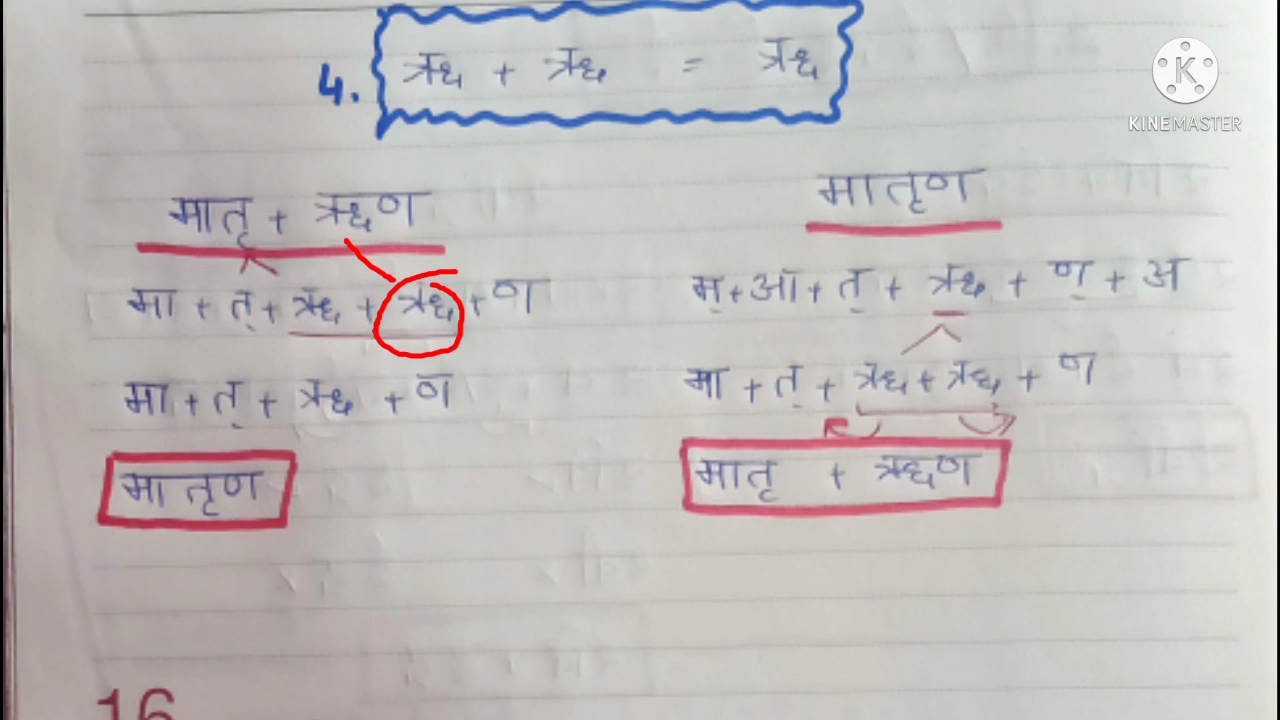 4. ऋ + ऋ = ऋ
KINEMASTER
मातृ + ऋण
मा + त् + ऋ + ऋ + ण
मा + त् + ऋ + ण
मातृण
मातृण
म् + आ + त् + ऋ + ण् + अ
मा + त् + ऋ + ऋ + ण
मातृ + ऋण
16